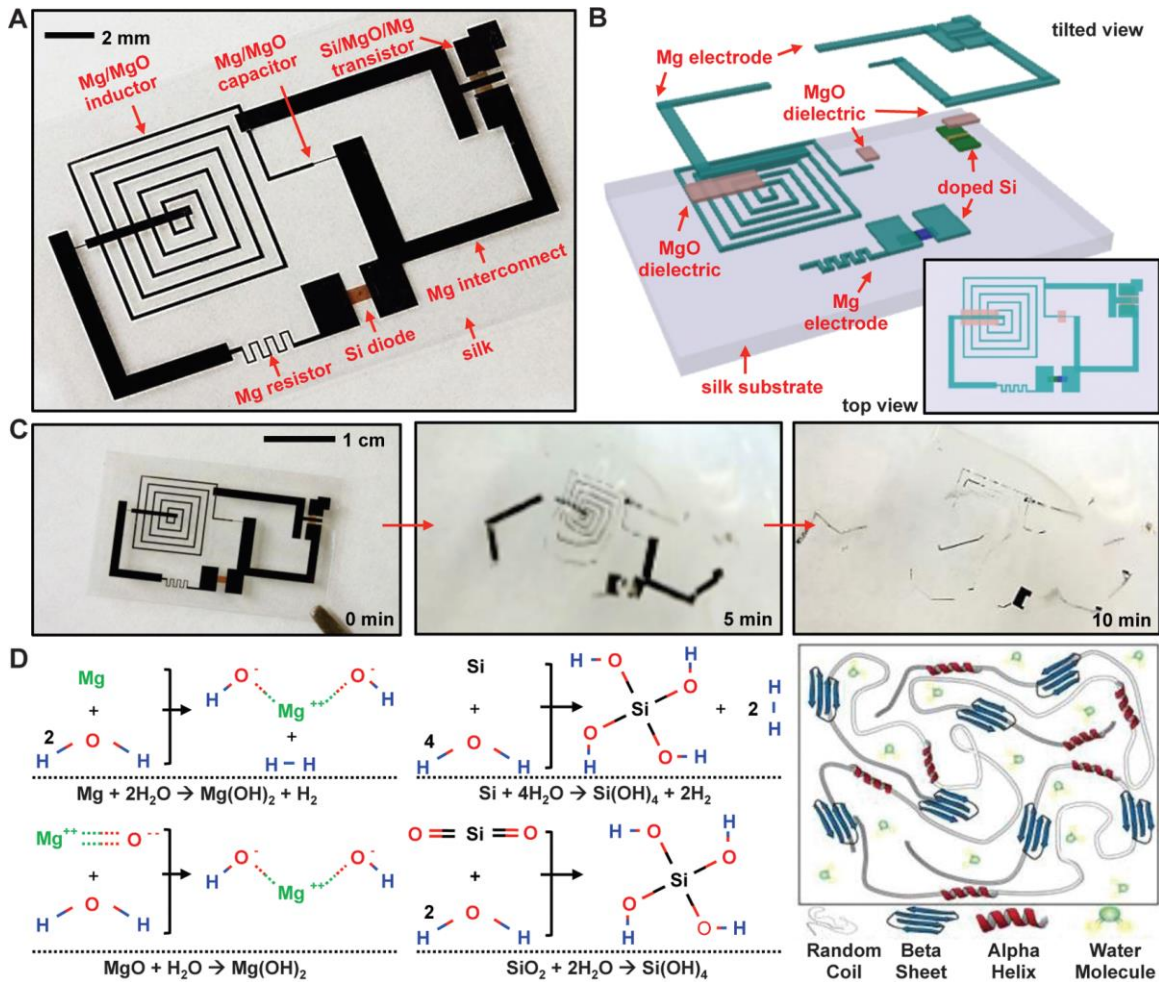 A
2 mm
Mg/MgO
inductor
Mg/MgO
capacitor
Si/MgO/Mg
transistor
Mg interconnect
Si diode
silk
Mg resistor
B
tilted view
Mg electrode
MgO
dielectric
doped Si
MgO
dielectric
Mg
electrode
silk substrate
top view
C
1 cm
0 min
5 min
10 min
D
Mg
+
2
H O H
H O - Mg ++ O - H
+
H – H
Mg + 2H₂O → Mg(OH)₂ + H₂
Si
+
4
H O H
H O
H O
Si
O H
O H
+ 2 H H
Si + 4H₂O → Si(OH)₄ + 2H₂
Mg++ O - -
+
H O H
H O - Mg ++ O - H
MgO + H₂O → Mg(OH)₂
O = Si = O
+
2
H O H
H O
H O
Si
O H
O H
SiO₂ + 2H₂O → Si(OH)₄
Random
Coil
Beta
Sheet
Alpha
Helix
Water
Molecule